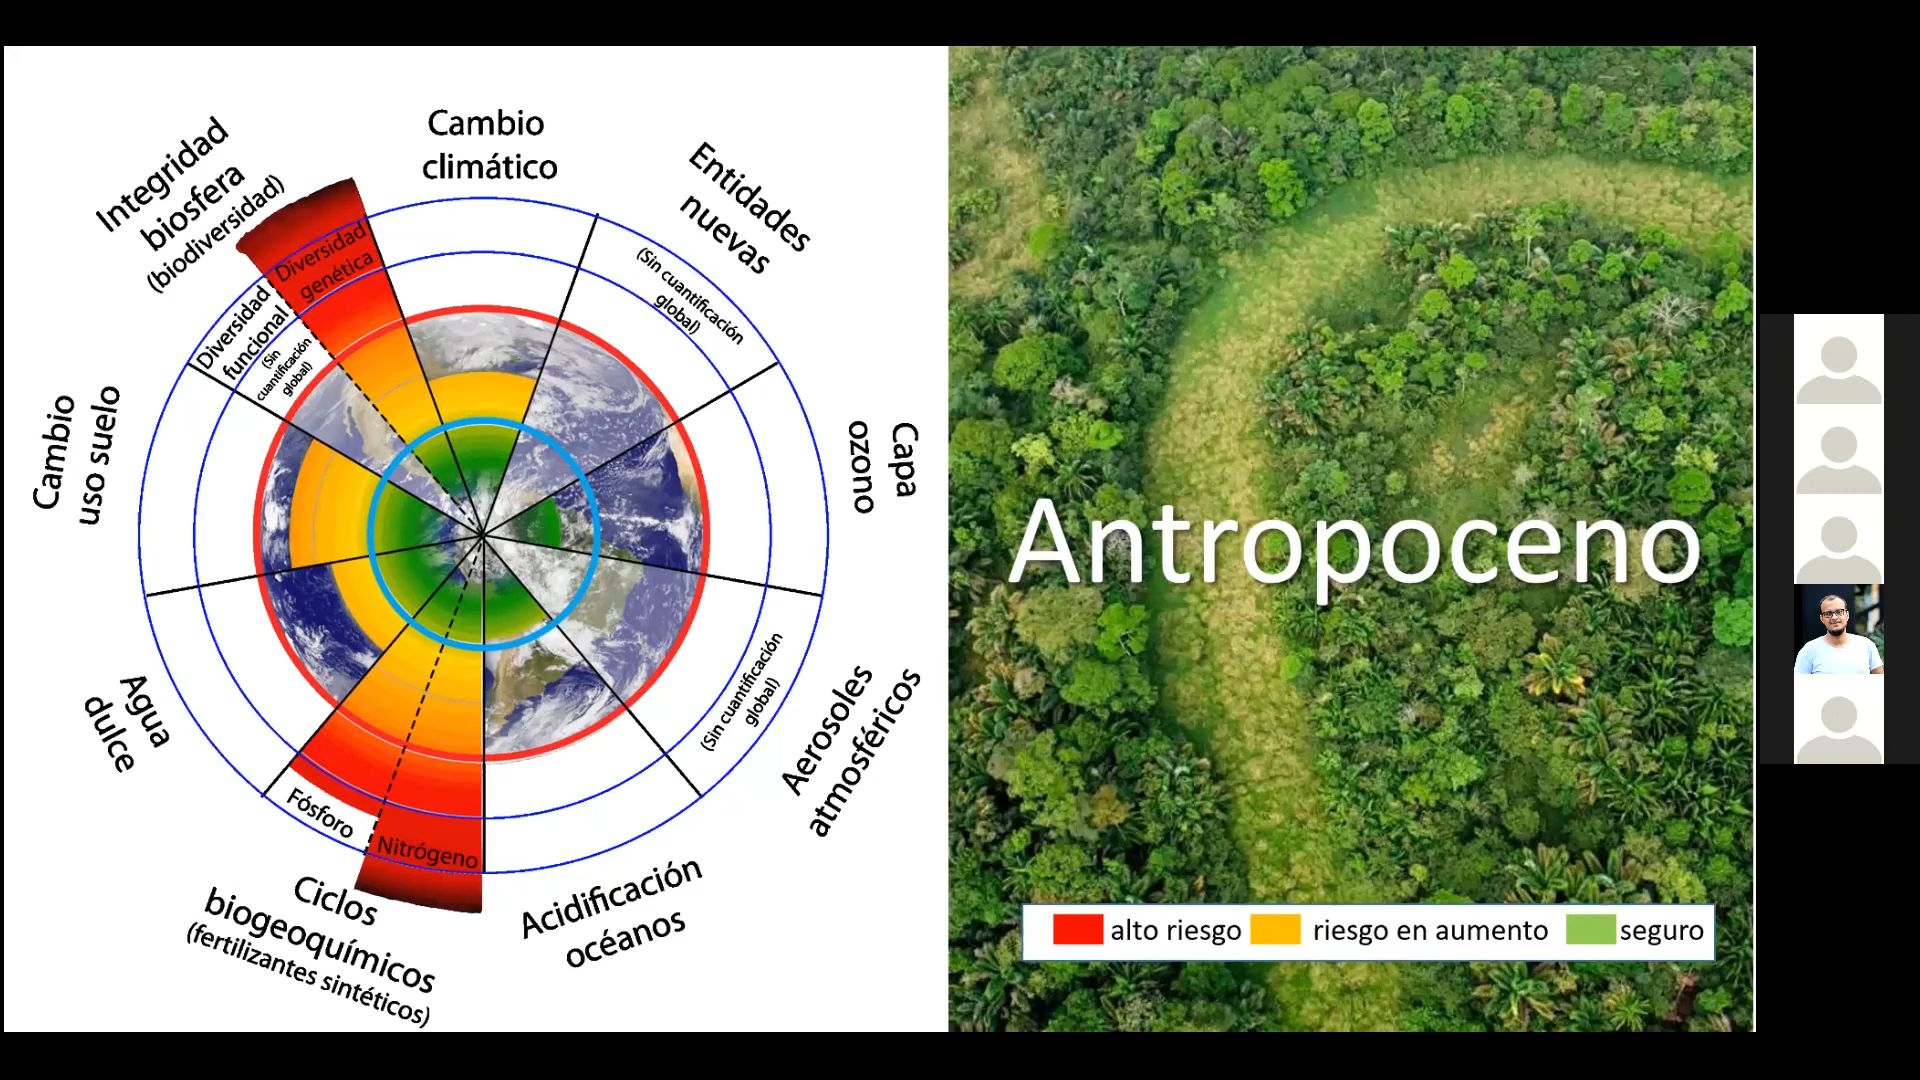 Cambio
climático
Entidades
nuevas
(Sin cuantificación
global)
Capa
ozono
Aerosoles
atmosféricos
(Sin cuantificación
global)
Acidificación
océanos
Ciclos
biogeoquímicos
(fertilizantes sintéticos)
Nitrógeno
Fósforo
Agua
dulce
Cambio
uso suelo
Integridad
biosfera
(biodiversidad)
Diversidad
genética
Diversidad
funcional
(Sin
cuantificación
global)
Antropoceno
alto riesgo
riesgo en aumento
seguro